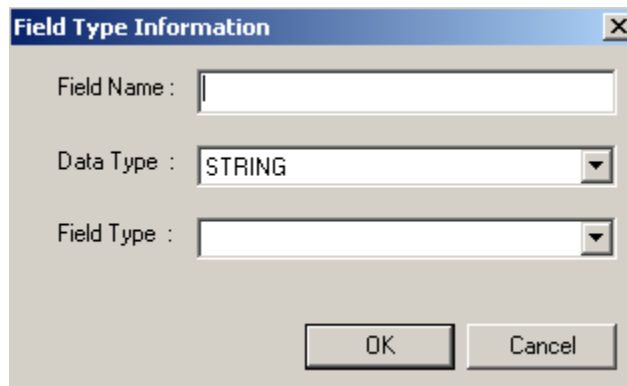 Field Type Information
Field Name :
Data Type : STRING
Field Type :
OK Cancel